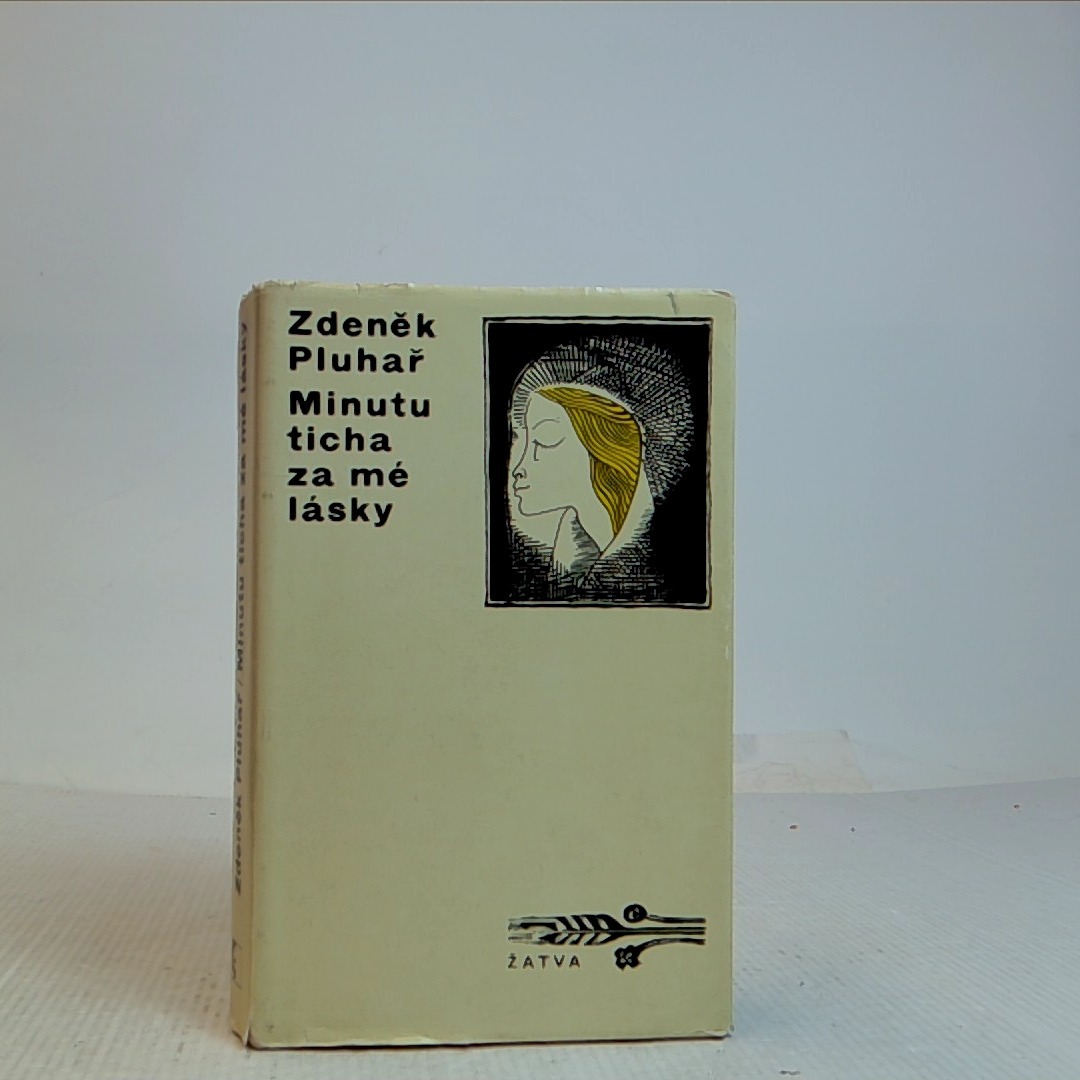 Zdeněk
Pluhař
Minutu
ticha
za mé
lásky
ŽATVA
Zdeněk Pluhař / Minutu ticha za mé lásky